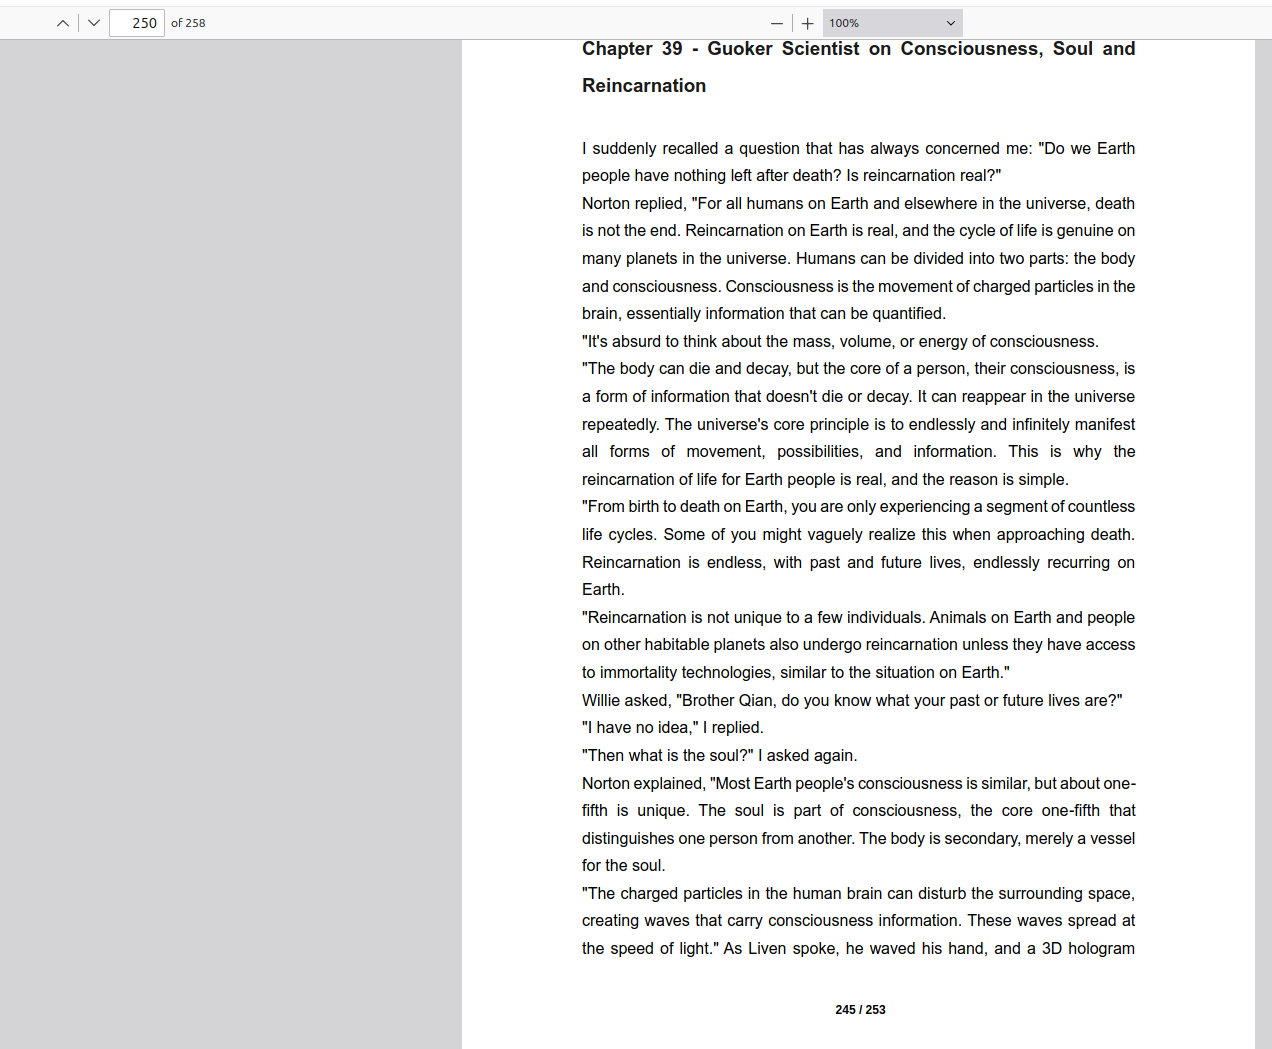 250 of 258 100%
Chapter 39 - Guoker Scientist on Consciousness, Soul and
Reincarnation
I suddenly recalled a question that has always concerned me: "Do we Earth
people have nothing left after death? Is reincarnation real?"
Norton replied, "For all humans on Earth and elsewhere in the universe, death
is not the end. Reincarnation on Earth is real, and the cycle of life is genuine on
many planets in the universe. Humans can be divided into two parts: the body
and consciousness. Consciousness is the movement of charged particles in the
brain, essentially information that can be quantified.
"It's absurd to think about the mass, volume, or energy of consciousness.
"The body can die and decay, but the core of a person, their consciousness, is
a form of information that doesn't die or decay. It can reappear in the universe
repeatedly. The universe's core principle is to endlessly and infinitely manifest
all forms of movement, possibilities, and information. This is why the
reincarnation of life for Earth people is real, and the reason is simple.
"From birth to death on Earth, you are only experiencing a segment of countless
life cycles. Some of you might vaguely realize this when approaching death.
Reincarnation is endless, with past and future lives, endlessly recurring on
Earth.
"Reincarnation is not unique to a few individuals. Animals on Earth and people
on other habitable planets also undergo reincarnation unless they have access
to immortality technologies, similar to the situation on Earth."
Willie asked, "Brother Qian, do you know what your past or future lives are?"
"I have no idea," I replied.
"Then what is the soul?" I asked again.
Norton explained, "Most Earth people's consciousness is similar, but about one-
fifth is unique. The soul is part of consciousness, the core one-fifth that
distinguishes one person from another. The body is secondary, merely a vessel
for the soul.
"The charged particles in the human brain can disturb the surrounding space,
creating waves that carry consciousness information. These waves spread at
the speed of light." As Liven spoke, he waved his hand, and a 3D hologram
245 / 253